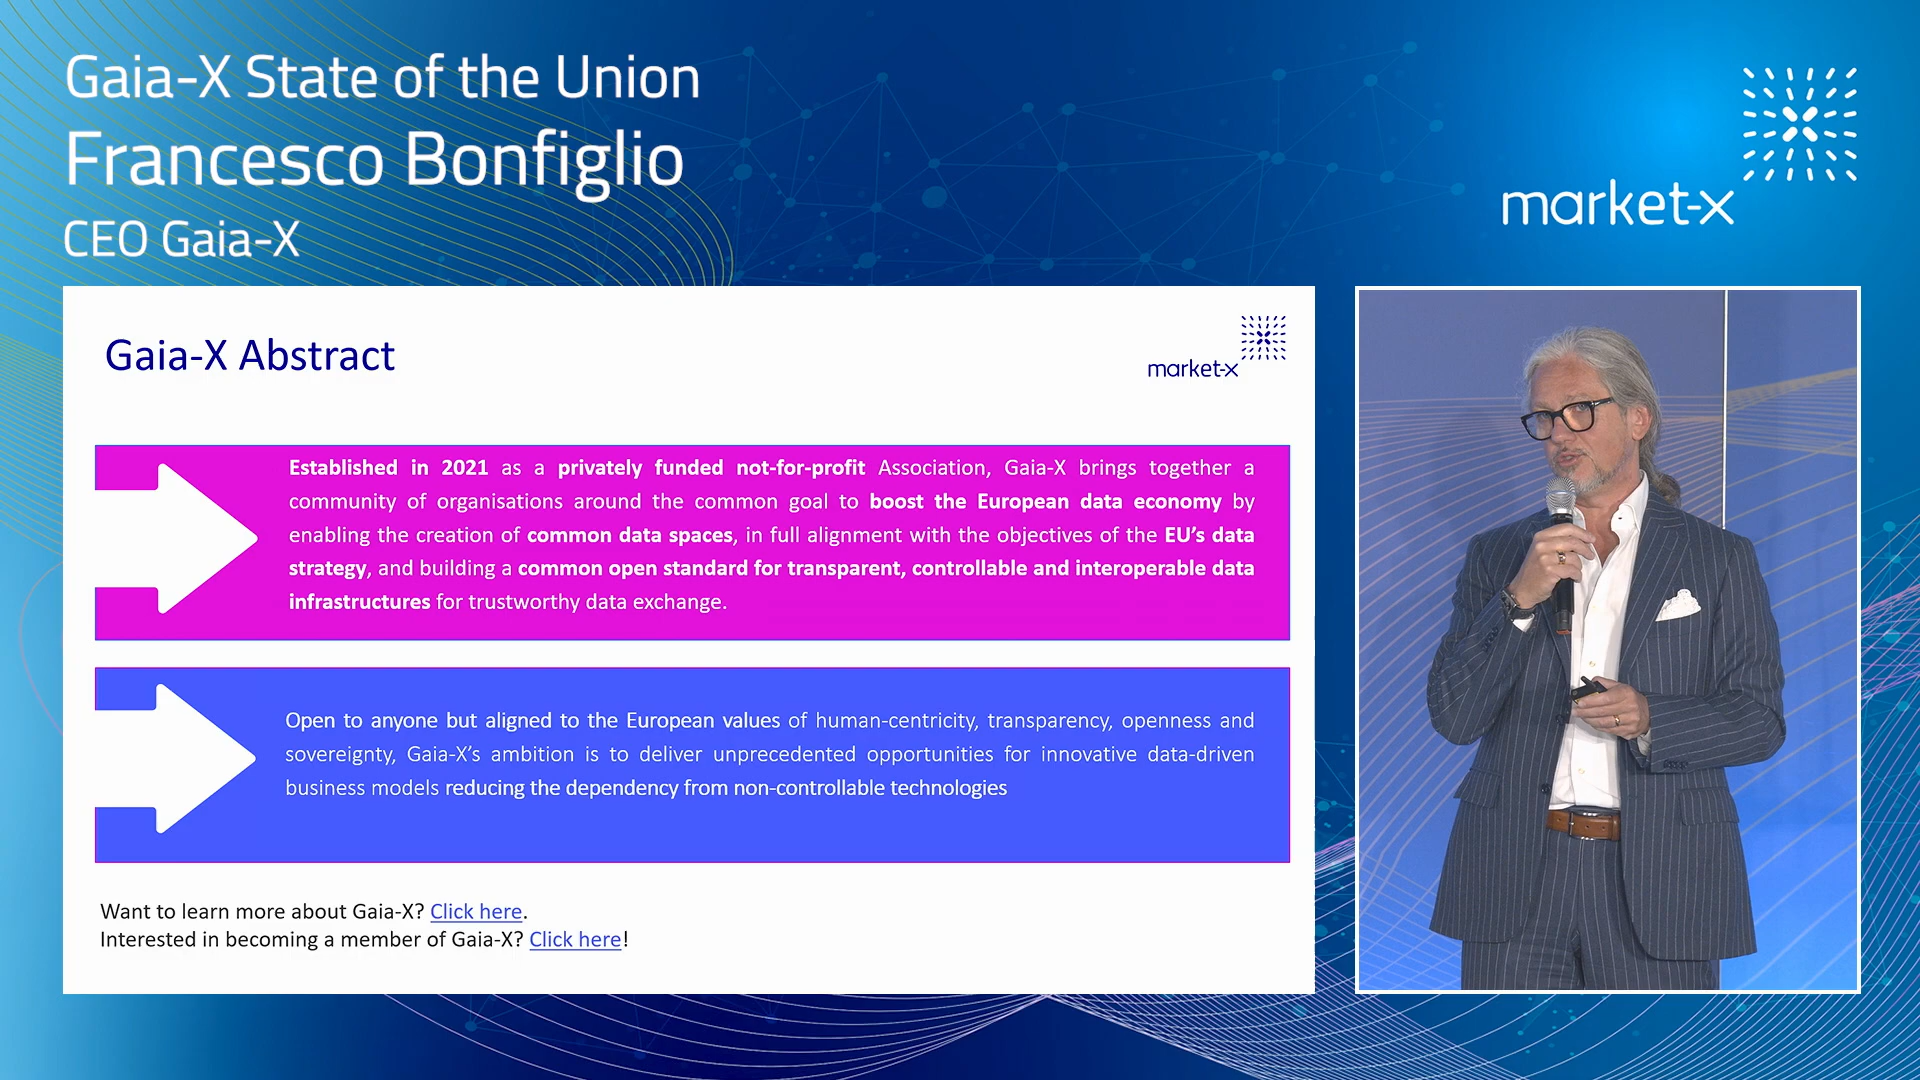 Gaia-X State of the Union
Francesco Bonfiglio
CEO Gaia-X
market-x
Gaia-X Abstract
market-x
Established in 2021 as a privately funded not-for-profit Association, Gaia-X brings together a
community of organisations around the common goal to boost the European data economy by
enabling the creation of common data spaces, in full alignment with the objectives of the EU’s data
strategy, and building a common open standard for transparent, controllable and interoperable data
infrastructures for trustworthy data exchange.
Open to anyone but aligned to the European values of human-centricity, transparency, openness and
sovereignty, Gaia-X’s ambition is to deliver unprecedented opportunities for innovative data-driven
business models reducing the dependency from non-controllable technologies
Want to learn more about Gaia-X? Click here.
Interested in becoming a member of Gaia-X? Click here!